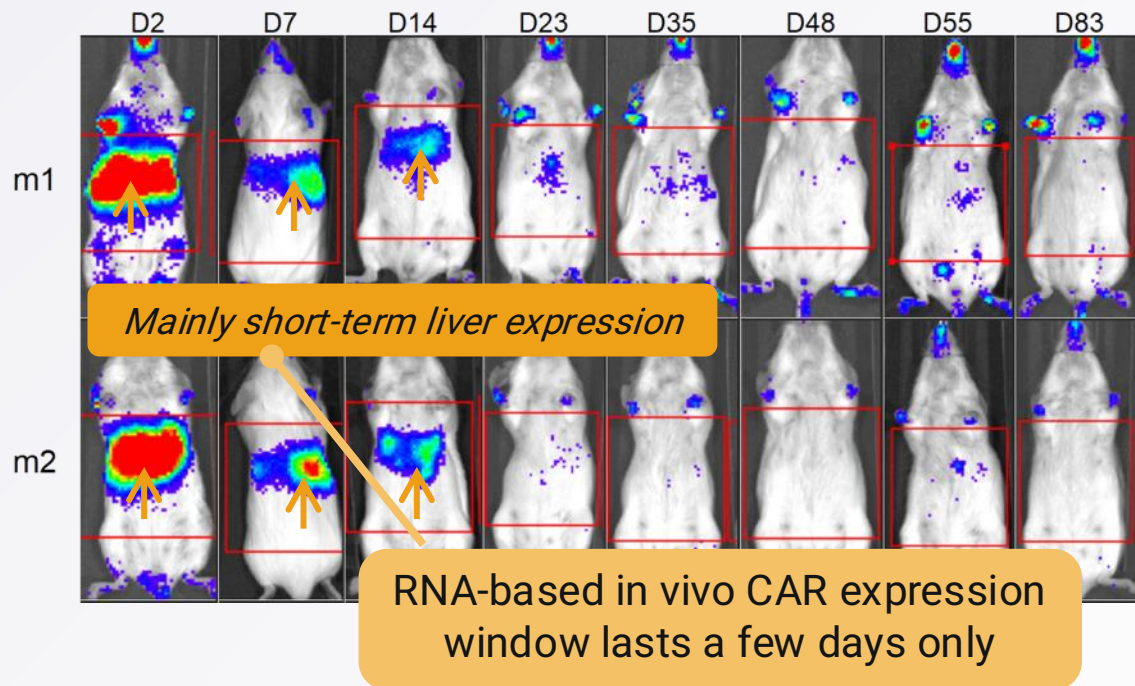 D2 D7 D14 D23 D35 D48 D55 D83
m1
Mainly short-term liver expression
m2
RNA-based in vivo CAR expression
window lasts a few days only